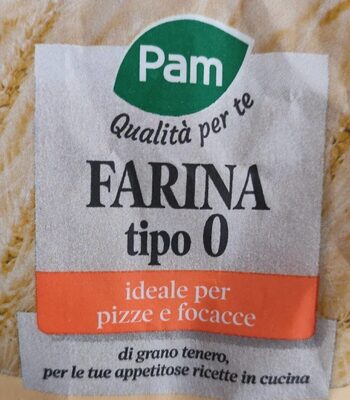 Pam
Qualità per te
FARINA
tipo 0
ideale per
pizze e focacce
di grano tenero,
per le tue appetitose ricette in cucina